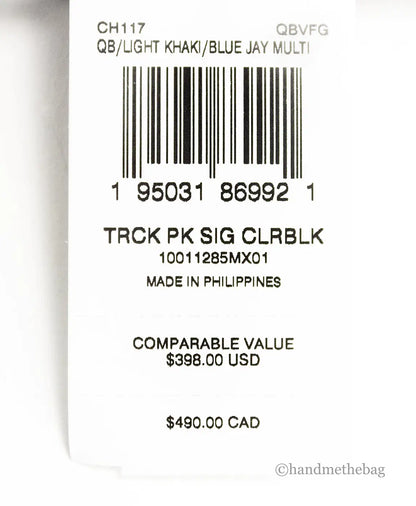 CH117 QBVFG
QB/LIGHT KHAKI/BLUE JAY MULTI
1 95031 86992 1
TRCK PK SIG CLRBLK
10011285MX01
MADE IN PHILIPPINES
COMPARABLE VALUE
$398.00 USD
$490.00 CAD
©handmethebag